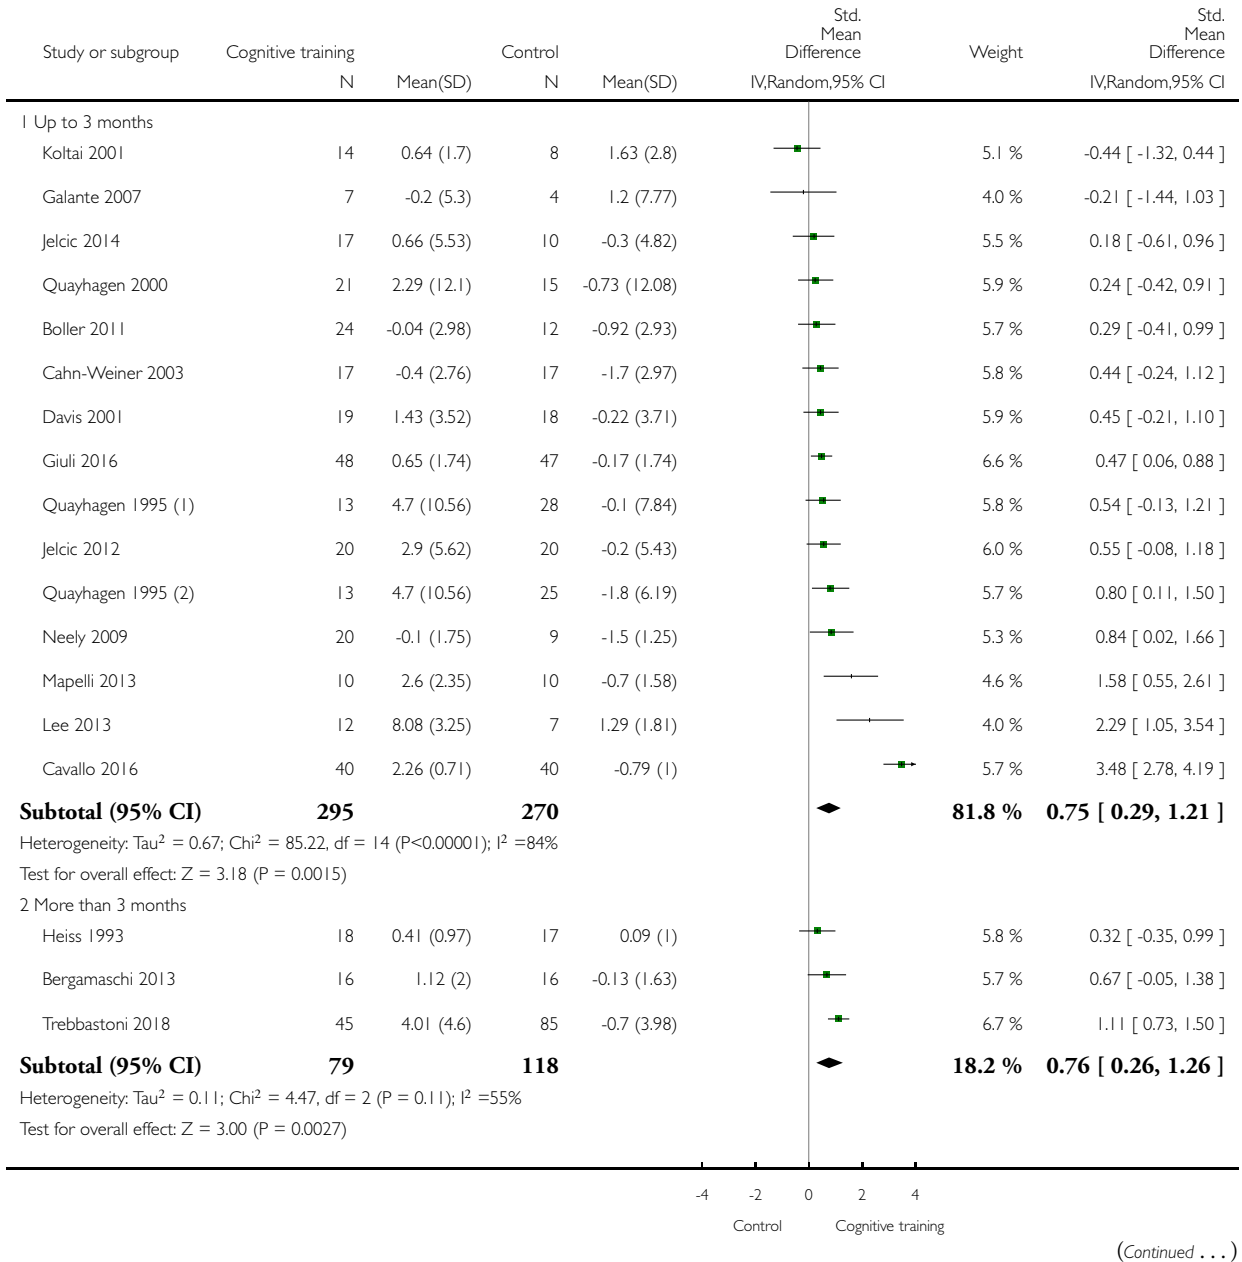 Std. Mean Difference Std. Mean Difference
Study or subgroup Cognitive training Control Weight
N Mean(SD) N Mean(SD) IV,Random,95% CI IV,Random,95% CI
1 Up to 3 months
Koltai 2001 14 0.64 (1.7) 8 1.63 (2.8) 5.1 % -0.44 [ -1.32, 0.44 ]
Galante 2007 7 -0.2 (5.3) 4 1.2 (7.77) 4.0 % -0.21 [ -1.44, 1.03 ]
Jelcic 2014 17 0.66 (5.53) 10 -0.3 (4.82) 5.5 % 0.18 [ -0.61, 0.96 ]
Quayhagen 2000 21 2.29 (12.1) 15 -0.73 (12.08) 5.9 % 0.24 [ -0.42, 0.91 ]
Boller 2011 24 -0.04 (2.98) 12 -0.92 (2.93) 5.7 % 0.29 [ -0.41, 0.99 ]
Cahn-Weiner 2003 17 -0.4 (2.76) 17 -1.7 (2.97) 5.8 % 0.44 [ -0.24, 1.12 ]
Davis 2001 19 1.43 (3.52) 18 -0.22 (3.71) 5.9 % 0.45 [ -0.21, 1.10 ]
Giuli 2016 48 0.65 (1.74) 47 -0.17 (1.74) 6.6 % 0.47 [ 0.06, 0.88 ]
Quayhagen 1995 (1) 13 4.7 (10.56) 28 -0.1 (7.84) 5.8 % 0.54 [ -0.13, 1.21 ]
Jelcic 2012 20 2.9 (5.62) 20 -0.2 (5.43) 6.0 % 0.55 [ -0.08, 1.18 ]
Quayhagen 1995 (2) 13 4.7 (10.56) 25 -1.8 (6.19) 5.7 % 0.80 [ 0.11, 1.50 ]
Neely 2009 20 -0.1 (1.75) 9 -1.5 (1.25) 5.3 % 0.84 [ 0.02, 1.66 ]
Mapelli 2013 10 2.6 (2.35) 10 -0.7 (1.58) 4.6 % 1.58 [ 0.55, 2.61 ]
Lee 2013 12 8.08 (3.25) 7 1.29 (1.81) 4.0 % 2.29 [ 1.05, 3.54 ]
Cavallo 2016 40 2.26 (0.71) 40 -0.79 (1) 5.7 % 3.48 [ 2.78, 4.19 ]
Subtotal (95% CI) 295 270 81.8 % 0.75 [ 0.29, 1.21 ]
Heterogeneity: Tau² = 0.67; Chi² = 85.22, df = 14 (P<0.00001); I² =84%
Test for overall effect: Z = 3.18 (P = 0.0015)
2 More than 3 months
Heiss 1993 18 0.41 (0.97) 17 0.09 (1) 5.8 % 0.32 [ -0.35, 0.99 ]
Bergamaschi 2013 16 1.12 (2) 16 -0.13 (1.63) 5.7 % 0.67 [ -0.05, 1.38 ]
Trebbastoni 2018 45 4.01 (4.6) 85 -0.7 (3.98) 6.7 % 1.11 [ 0.73, 1.50 ]
Subtotal (95% CI) 79 118 18.2 % 0.76 [ 0.26, 1.26 ]
Heterogeneity: Tau² = 0.11; Chi² = 4.47, df = 2 (P = 0.11); I² =55%
Test for overall effect: Z = 3.00 (P = 0.0027)
-4 -2 0 2 4
Control Cognitive training
(Continued . . . )